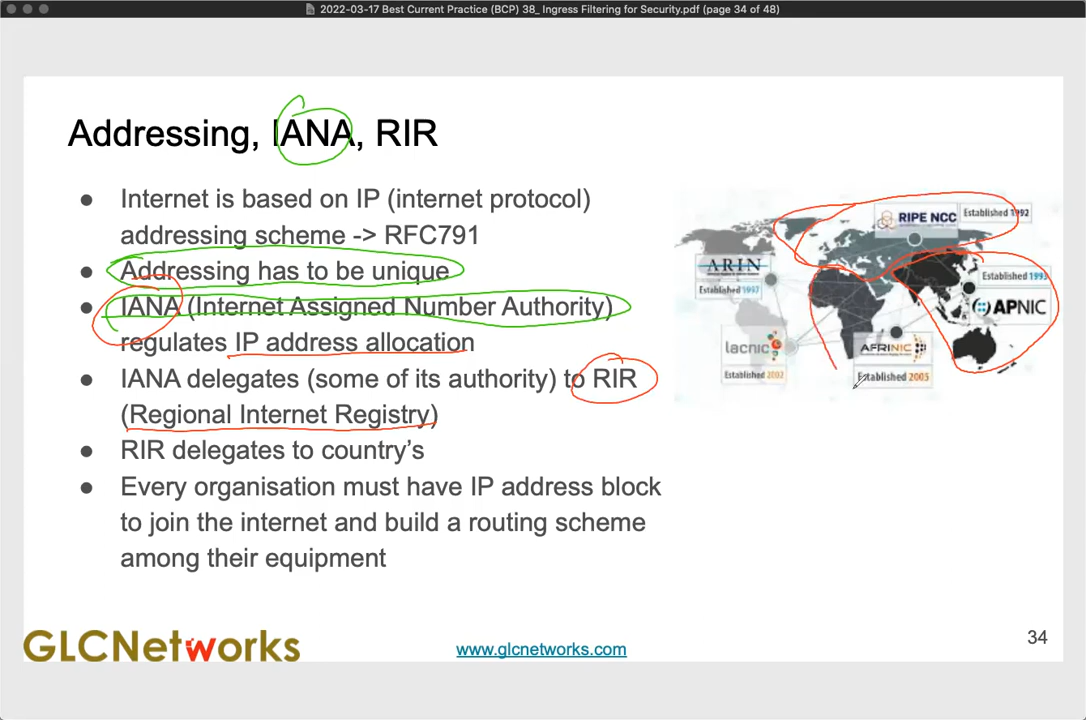 2022-03-17 Best Current Practice (BCP) 38_ Ingress Filtering for Security.pdf (page 34 of 48)
Addressing, IANA, RIR
● Internet is based on IP (internet protocol)
addressing scheme -> RFC791
● Addressing has to be unique
● IANA (Internet Assigned Number Authority)
regulates IP address allocation
● IANA delegates (some of its authority) to RIR
(Regional Internet Registry)
● RIR delegates to country's
● Every organisation must have IP address block
to join the internet and build a routing scheme
among their equipment
RIPE NCC
Established 1992
ARIN
Established 1997
Established 1993
APNIC
lacnic
Established 2002
AFRINIC
Established 2005
GLCNetworks
www.glcnetworks.com
34